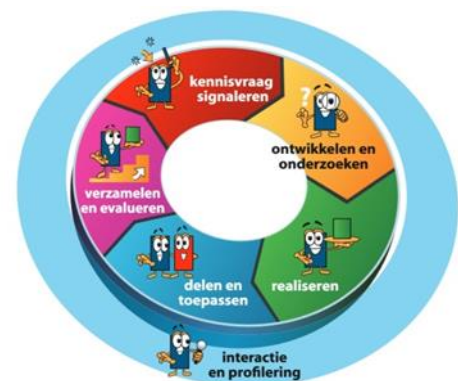 kennisvraag
signaleren
?
ontwikkelen en
onderzoeken
realiseren
delen en
toepassen
verzamelen
en evalueren
interactie
en profilering